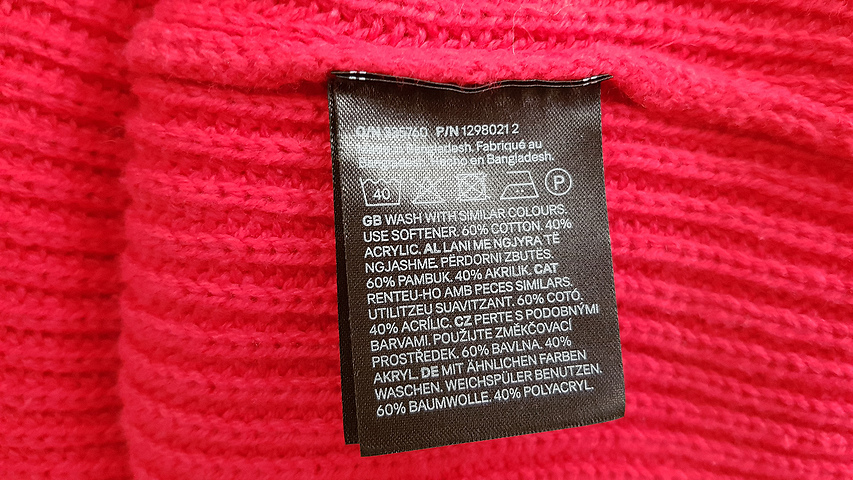 O/N 335760 P/N 1298021 2
Bangladesh. Fabriqué au
Bangladesh. Hecho en Bangladesh.
40 P
GB WASH WITH SIMILAR COLOURS.
USE SOFTENER. 60% COTTON. 40%
ACRYLIC. AL LANI ME NGJYRA TË
NGJASHME. PËRDORNI ZBUTËS.
60% PAMBUK. 40% AKRILIK. CAT
RENTEU-HO AMB PECES SIMILARS.
UTILITZEU SUAVITZANT. 60% COTÓ.
40% ACRÍLIC. CZ PERTE S PODOBNÝMI
BARVAMI. POUŽIJTE ZMĚKČOVACÍ
PROSTŘEDEK. 60% BAVLNA. 40%
AKRYL. DE MIT ÄHNLICHEN FARBEN
WASCHEN. WEICHSPÜLER BENUTZEN.
60% BAUMWOLLE. 40% POLYACRYL.